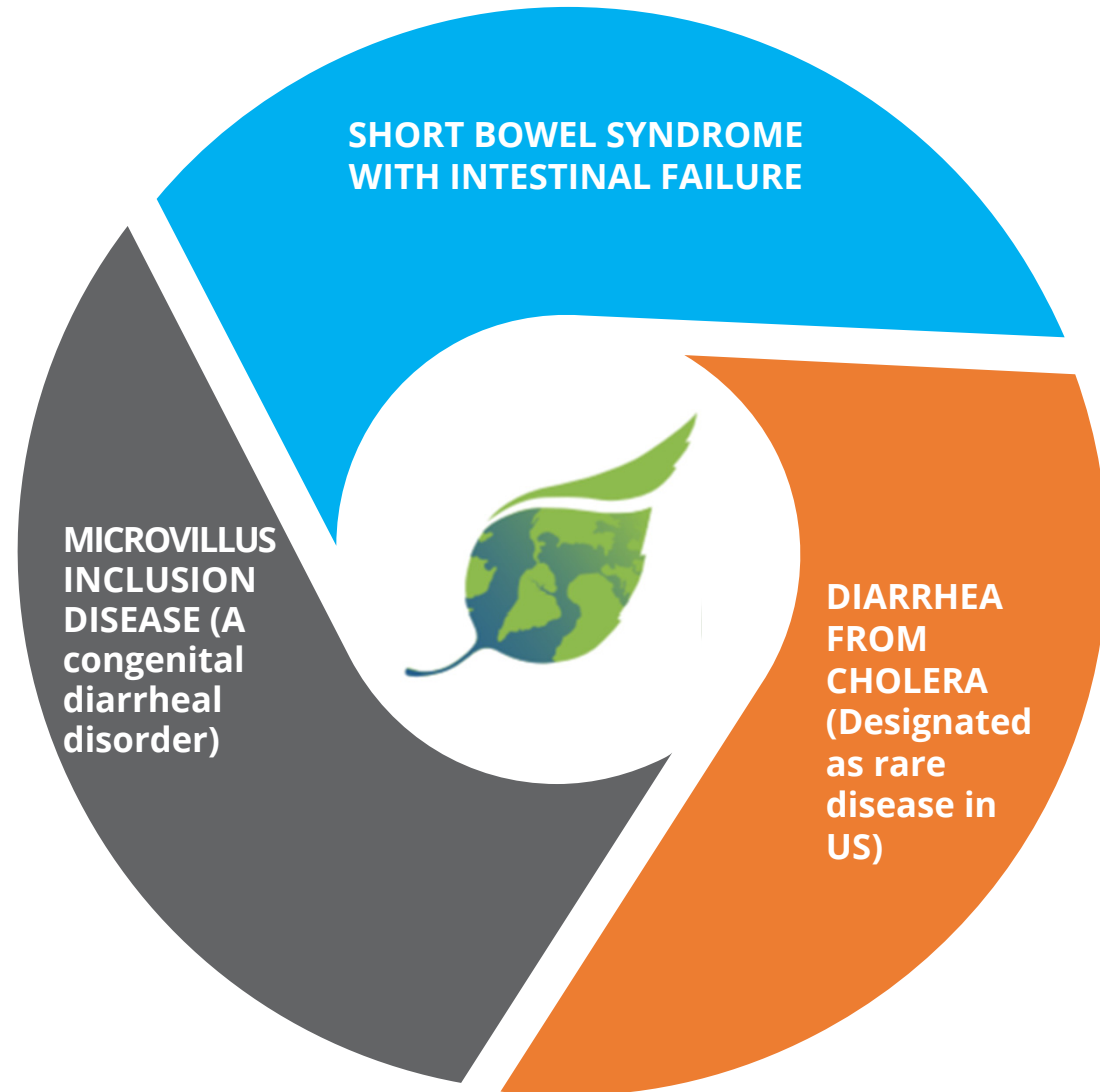 SHORT BOWEL SYNDROME
WITH INTESTINAL FAILURE
MICROVILLUS
INCLUSION
DISEASE (A
congenital
diarrheal
disorder)
DIARRHEA
FROM
CHOLERA
(Designated
as rare
disease in
US)